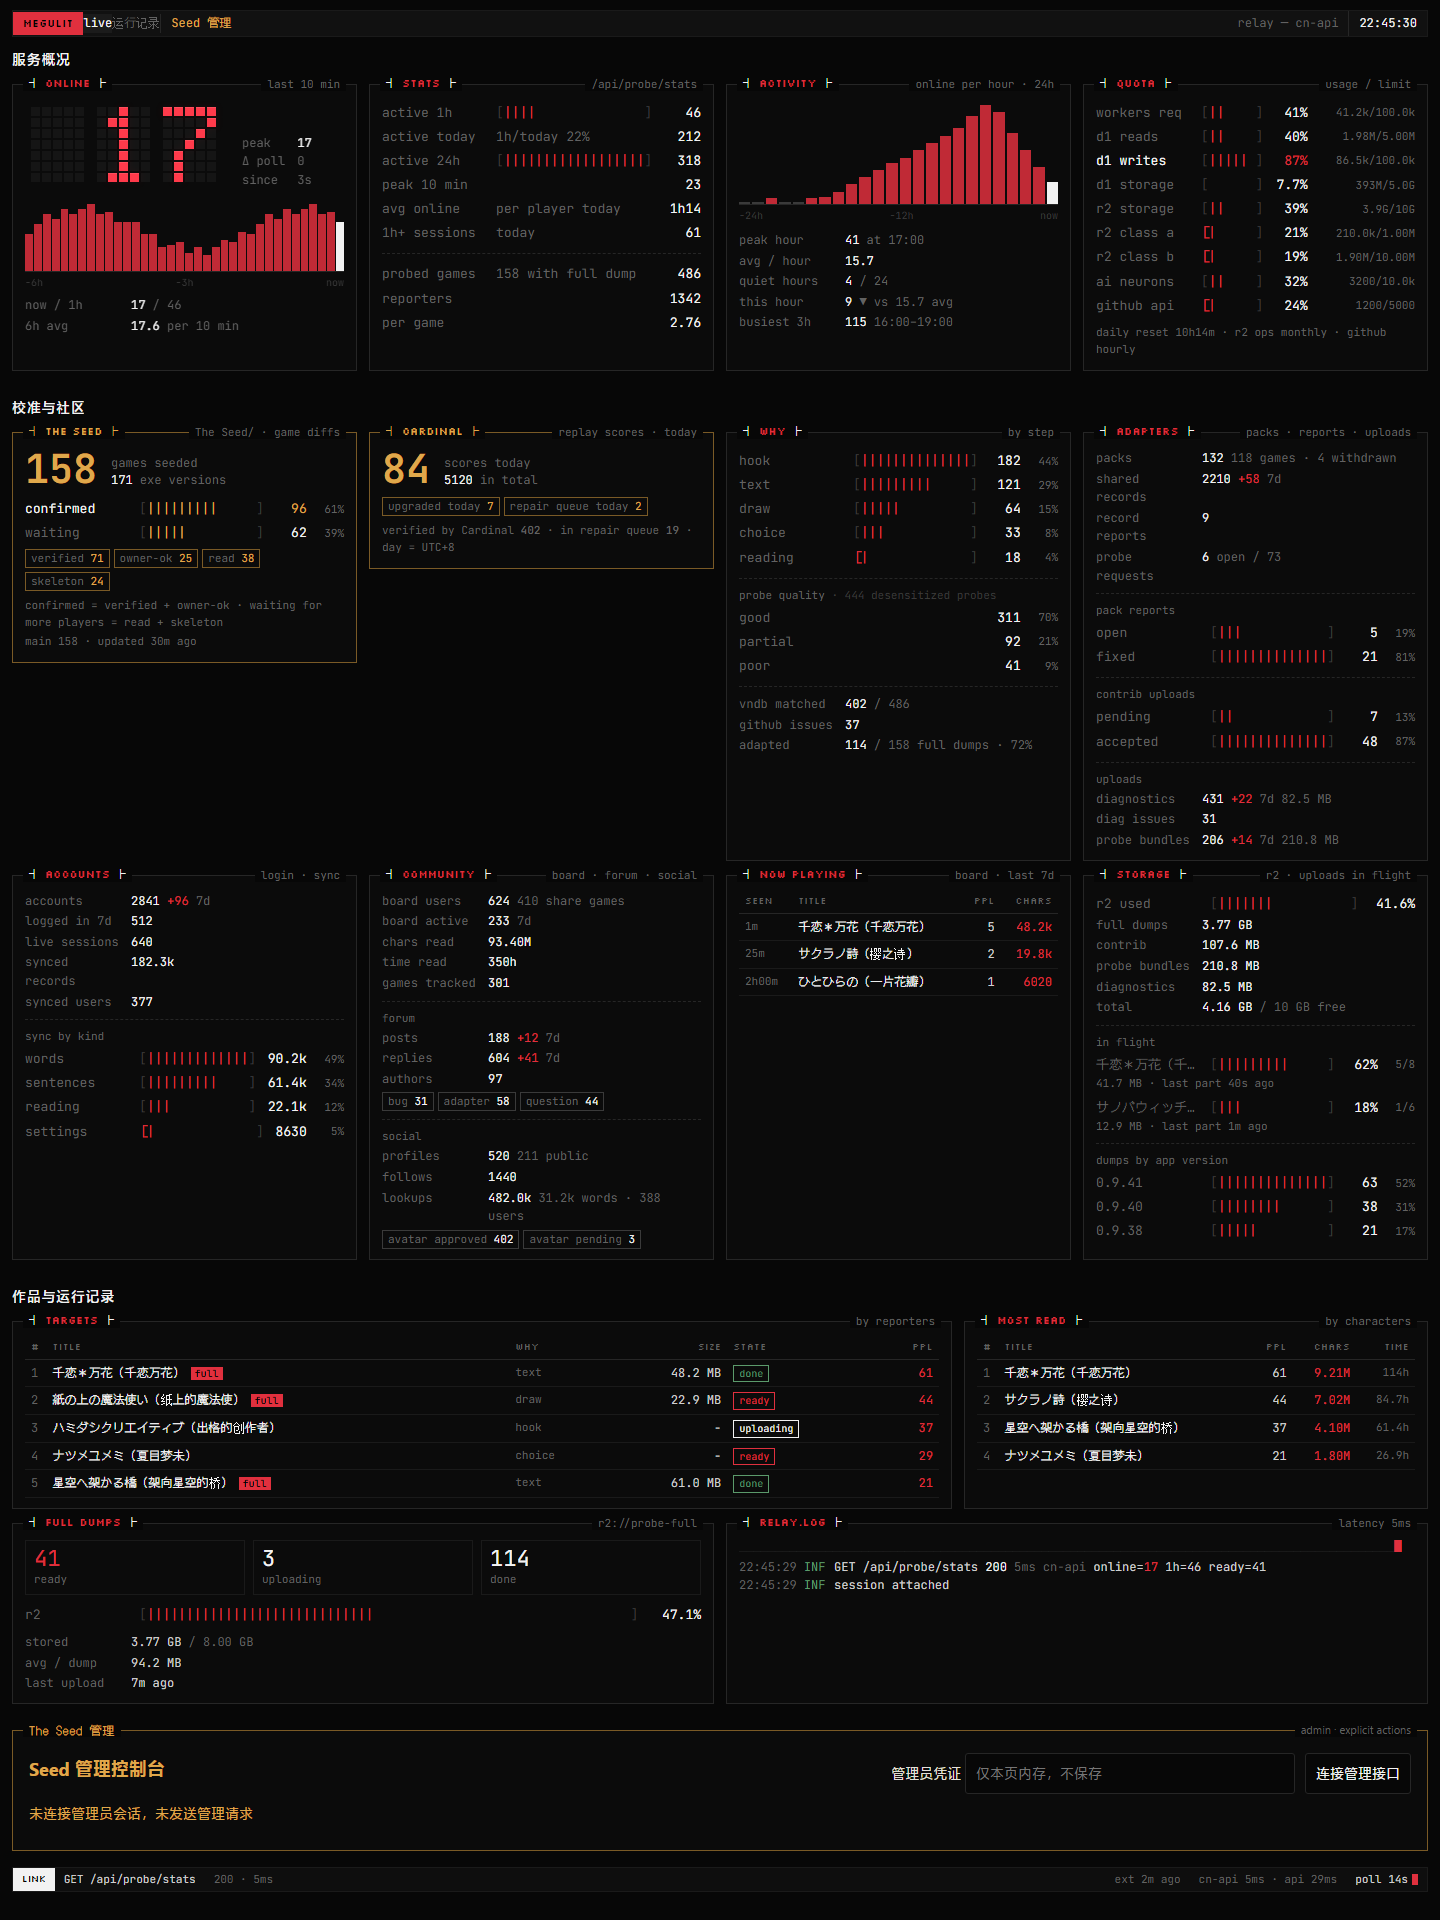 MEGULIT live 运行记录 Seed 管理 relay — cn-api 22:45:30
服务概况
ONLINE last 10 min
17
peak 17
Δ poll 0
since 3s
-6h -3h now
now / 1h 17 / 46
6h avg 17.6 per 10 min
STATS /api/probe/stats
active 1h [||||] 46
active today 1h/today 22% 212
active 24h [||||||||||||||||||] 318
peak 10 min 23
avg online per player today 1h14
1h+ sessions today 61
probed games 158 with full dump 486
reporters 1342
per game 2.76
ACTIVITY online per hour · 24h
-24h -12h now
peak hour 41 at 17:00
avg / hour 15.7
quiet hours 4 / 24
this hour 9 ▼ vs 15.7 avg
busiest 3h 115 16:00–19:00
QUOTA usage / limit
workers req [||] 41% 41.2k/100.0k
d1 reads [||] 40% 1.98M/5.00M
d1 writes [|||||] 87% 86.5k/100.0k
d1 storage [ ] 7.7% 393M/5.0G
r2 storage [||] 39% 3.9G/10G
r2 class a [|] 21% 210.0k/1.00M
r2 class b [|] 19% 1.90M/10.00M
ai neurons [||] 32% 3200/10.0k
github api [|] 24% 1200/5000
daily reset 10h14m · r2 ops monthly · github
hourly
校准与社区
THE SEED The Seed/ · game diffs
158 games seeded
171 exe versions
confirmed [|||||||||] 96 61%
waiting [|||||] 62 39%
verified 71 owner-ok 25 read 38
skeleton 24
confirmed = verified + owner-ok · waiting for
more players = read + skeleton
main 158 · updated 30m ago
CARDINAL replay scores · today
84 scores today
5120 in total
upgraded today 7 repair queue today 2
verified by Cardinal 402 · in repair queue 19 ·
day = UTC+8
WHY by step
hook [||||||||||||||] 182 44%
text [|||||||||] 121 29%
draw [|||||] 64 15%
choice [|||] 33 8%
reading [|] 18 4%
probe quality · 444 desensitized probes
good 311 70%
partial 92 21%
poor 41 9%
vndb matched 402 / 486
github issues 37
adapted 114 / 158 full dumps · 72%
ADAPTERS packs · reports · uploads
packs 132 118 games · 4 withdrawn
shared 2210 +58 7d
records
record 9
reports
probe 6 open / 73
requests
pack reports
open [|||] 5 19%
fixed [||||||||||||||] 21 81%
contrib uploads
pending [||] 7 13%
accepted [||||||||||||||] 48 87%
uploads
diagnostics 431 +22 7d 82.5 MB
diag issues 31
probe bundles 206 +14 7d 210.8 MB
ACCOUNTS login · sync
accounts 2841 +96 7d
logged in 7d 512
live sessions 640
synced 182.3k
records
synced users 377
sync by kind
words [|||||||||||||] 90.2k 49%
sentences [|||||||||] 61.4k 34%
reading [|||] 22.1k 12%
settings [|] 8630 5%
COMMUNITY board · forum · social
board users 624 410 share games
board active 233 7d
chars read 93.40M
time read 350h
games tracked 301
forum
posts 188 +12 7d
replies 604 +41 7d
authors 97
bug 31 adapter 58 question 44
social
profiles 520 211 public
follows 1440
lookups 482.0k 31.2k words · 388
users
avatar approved 402 avatar pending 3
NOW PLAYING board · last 7d
SEEN TITLE PPL CHARS
1m 千恋＊万花（千恋万花） 5 48.2k
25m サクラノ詩（樱之诗） 2 19.8k
2h00m ひとひらの（一片花瓣） 1 6020
STORAGE r2 · uploads in flight
r2 used [|||||||] 41.6%
full dumps 3.77 GB
contrib 107.6 MB
probe bundles 210.8 MB
diagnostics 82.5 MB
total 4.16 GB / 10 GB free
in flight
千恋＊万花（千… [|||||||||] 62% 5/8
41.7 MB · last part 40s ago
サノバウィッチ… [|||] 18% 1/6
12.9 MB · last part 1m ago
dumps by app version
0.9.41 [||||||||||||||] 63 52%
0.9.40 [||||||||] 38 31%
0.9.38 [|||||] 21 17%
作品与运行记录
TARGETS by reporters
# TITLE WHY SIZE STATE PPL
1 千恋＊万花（千恋万花） full text 48.2 MB done 61
2 紙の上の魔法使い（纸上的魔法使） full draw 22.9 MB ready 44
3 ハミダシクリエイティブ（出格的创作者） hook - uploading 37
4 ナツメユメミ（夏目梦未） choice - ready 29
5 星空へ架かる橋（架向星空的桥） full text 61.0 MB done 21
MOST READ by characters
# TITLE PPL CHARS TIME
1 千恋＊万花（千恋万花） 61 9.21M 114h
2 サクラノ詩（樱之诗） 44 7.02M 84.7h
3 星空へ架かる橋（架向星空的桥） 37 4.10M 61.4h
4 ナツメユメミ（夏目梦未） 21 1.80M 26.9h
FULL DUMPS r2://probe-full
41 3 114
ready uploading done
r2 [|||||||||||||||||||||||||||||] 47.1%
stored 3.77 GB / 8.00 GB
avg / dump 94.2 MB
last upload 7m ago
RELAY.LOG latency 5ms
22:45:29 INF GET /api/probe/stats 200 5ms cn-api online=17 1h=46 ready=41
22:45:29 INF session attached
The Seed 管理 admin · explicit actions
Seed 管理控制台 管理员凭证 仅本页内存，不保存 连接管理接口
未连接管理员会话，未发送管理请求
LINK GET /api/probe/stats 200 · 5ms ext 2m ago cn-api 5ms · api 29ms poll 14s